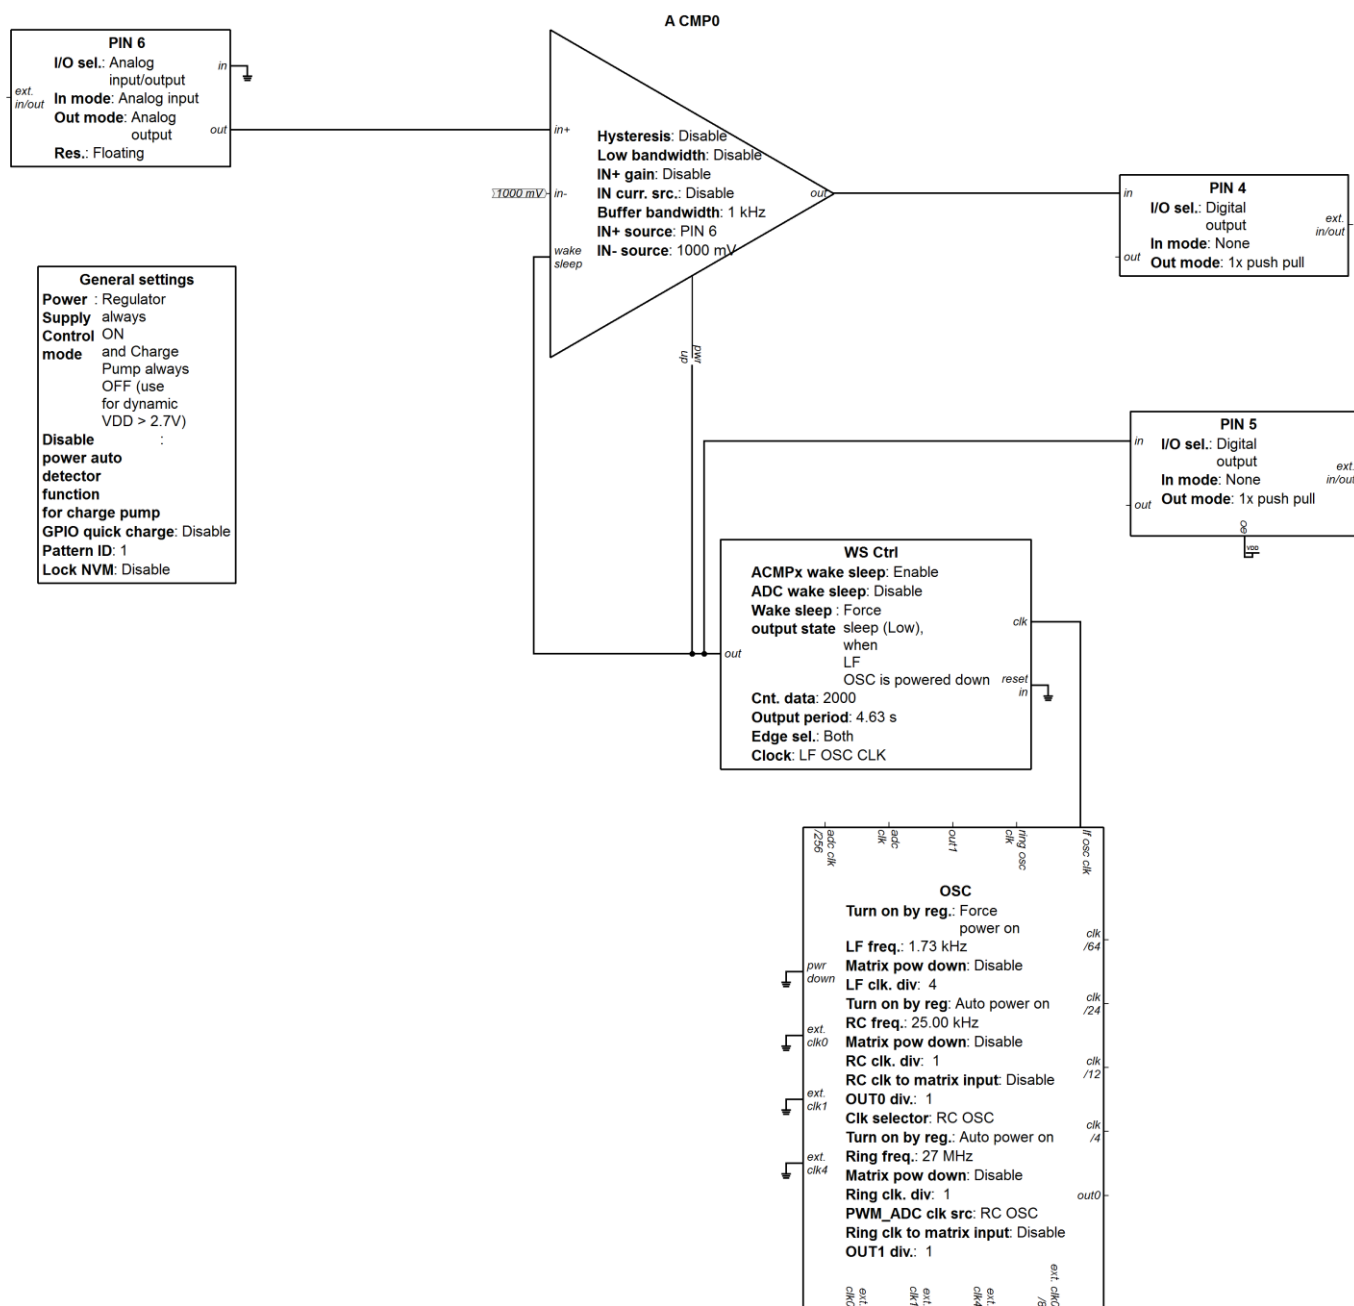 A CMP0
PIN 6
I/O sel.: Analog
input/output
In mode: Analog input
Out mode: Analog
output
Res.: Floating
ext.
in/out
in
out
in+
1000 mV
in-
wake
sleep
Hysteresis: Disable
Low bandwidth: Disable
IN+ gain: Disable
IN curr. src.: Disable
Buffer bandwidth: 1 kHz
IN+ source: PIN 6
IN- source: 1000 mV
out
pwr
up
PIN 4
in
I/O sel.: Digital
output
In mode: None
Out mode: 1x push pull
out
ext.
in/out
General settings
Power : Regulator
Supply always
Control ON
mode and Charge
Pump always
OFF (use
for dynamic
VDD > 2.7V)
Disable :
power auto
detector
function
for charge pump
GPIO quick charge: Disable
Pattern ID: 1
Lock NVM: Disable
PIN 5
in
I/O sel.: Digital
output
In mode: None
Out mode: 1x push pull
out
ext.
in/out
oe
VDD
WS Ctrl
ACMPx wake sleep: Enable
ADC wake sleep: Disable
Wake sleep : Force
output state sleep (Low),
when
LF
OSC is powered down
Cnt. data: 2000
Output period: 4.63 s
Edge sel.: Both
Clock: LF OSC CLK
out
clk
reset
in
adc clk
/256
adc
clk
out1
ring osc
clk
lf osc clk
OSC
Turn on by reg.: Force
power on
LF freq.: 1.73 kHz
Matrix pow down: Disable
LF clk. div: 4
Turn on by reg: Auto power on
RC freq.: 25.00 kHz
Matrix pow down: Disable
RC clk. div: 1
RC clk to matrix input: Disable
OUT0 div.: 1
Clk selector: RC OSC
Turn on by reg.: Auto power on
Ring freq.: 27 MHz
Matrix pow down: Disable
Ring clk. div: 1
PWM_ADC clk src: RC OSC
Ring clk to matrix input: Disable
OUT1 div.: 1
pwr
down
ext.
clk0
ext.
clk1
ext.
clk4
clk
/64
clk
/24
clk
/12
clk
/4
out0
ext.
clk0
ext.
clk1
ext.
clk4
ext. clk0